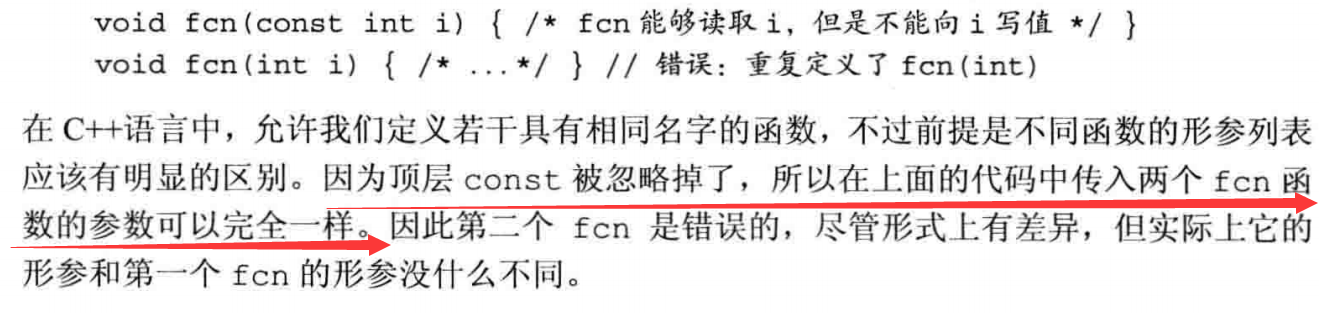 void fcn(const int i) { /* fcn 能够读取 i, 但是不能向 i 写值 */ }
void fcn(int i) { /* ...*/ } // 错误: 重复定义了 fcn(int)
在 C++语言中，允许我们定义若干具有相同名字的函数，不过前提是不同函数的形参列表
应该有明显的区别。因为顶层 const 被忽略掉了，所以在上面的代码中传入两个 fcn 函
数的参数可以完全一样。因此第二个 fcn 是错误的，尽管形式上有差异，但实际上它的
形参和第一个 fcn 的形参没什么不同。